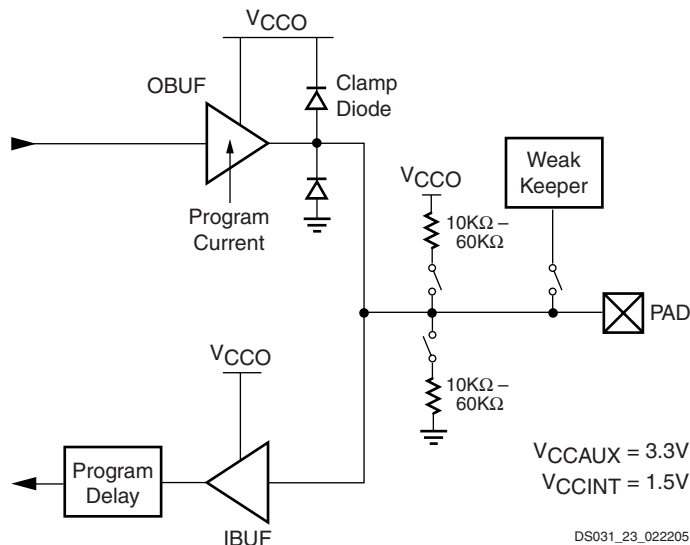 VCCO
OBUF
Clamp
Diode
Program
Current
VCCO
10KΩ –
60KΩ
Weak
Keeper
PAD
10KΩ –
60KΩ
VCCO
Program
Delay
IBUF
VCCAUX = 3.3V
VCCINT = 1.5V
DS031_23_022205